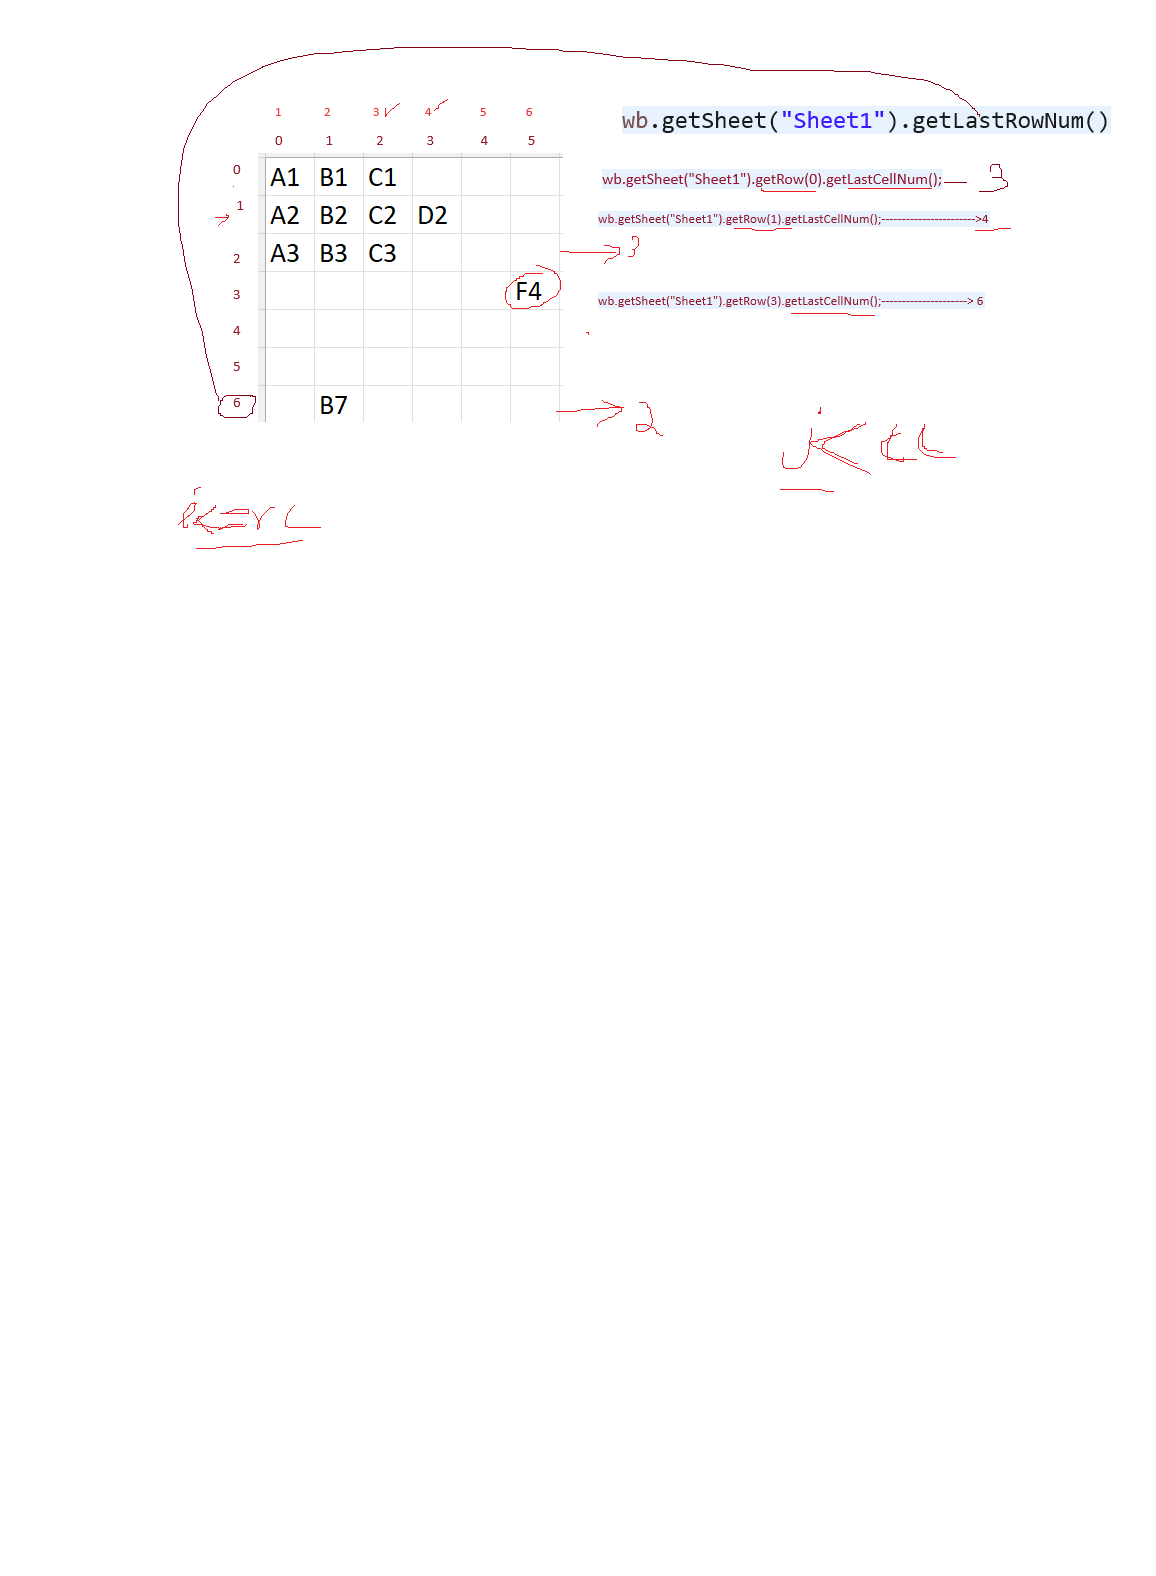 1 2 3 4 5 6
wb.getSheet("Sheet1").getLastRowNum()
0 1 2 3 4 5
0 A1 B1 C1
wb.getSheet("Sheet1").getRow(0).getLastCellNum(); 3
1 A2 B2 C2 D2
wb.getSheet("Sheet1").getRow(1).getLastCellNum();----------------------->4
2 A3 B3 C3 3
3 F4
wb.getSheet("Sheet1").getRow(3).getLastCellNum();---------------------> 6
4
5
6 B7 2
j<cc
i<=rc